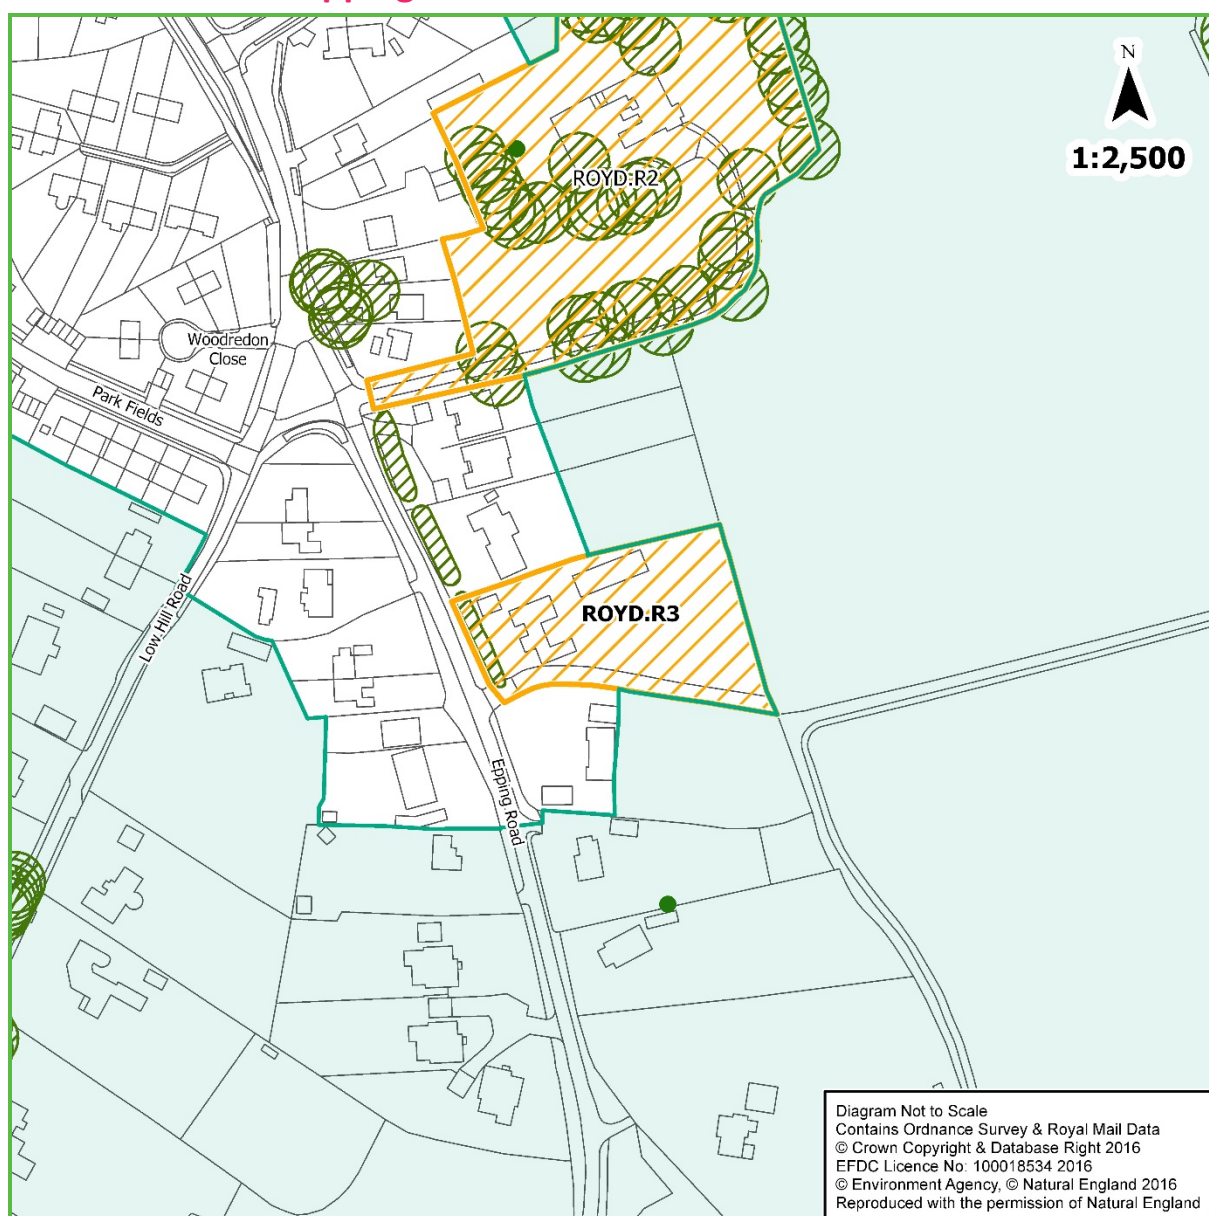 N
1:2,500
ROYD.R2
Woodredon
Close
Park Fields
Low Hill Road
ROYD.R3
Epping Road
Diagram Not to Scale
Contains Ordnance Survey & Royal Mail Data
© Crown Copyright & Database Right 2016
EFDC Licence No: 100018534 2016
© Environment Agency, © Natural England 2016
Reproduced with the permission of Natural England